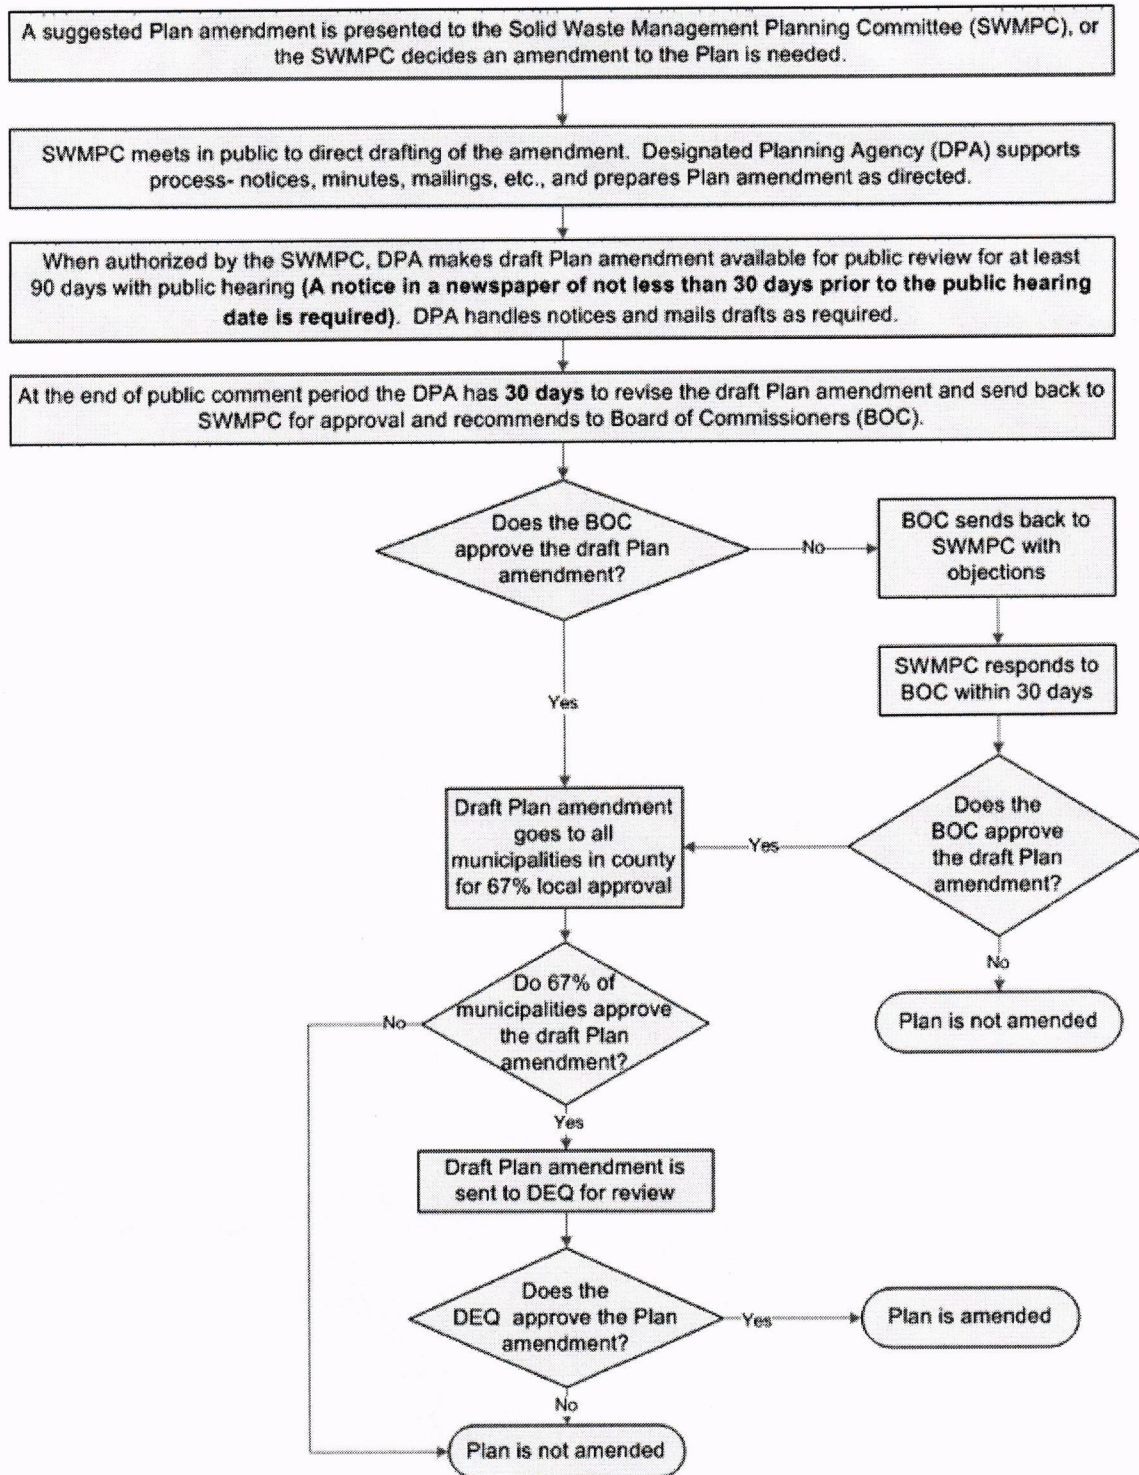 A suggested Plan amendment is presented to the Solid Waste Management Planning Committee (SWMPC), or
the SWMPC decides an amendment to the Plan is needed.
SWMPC meets in public to direct drafting of the amendment. Designated Planning Agency (DPA) supports
process- notices, minutes, mailings, etc., and prepares Plan amendment as directed.
When authorized by the SWMPC, DPA makes draft Plan amendment available for public review for at least
90 days with public hearing (A notice in a newspaper of not less than 30 days prior to the public hearing
date is required). DPA handles notices and mails drafts as required.
At the end of public comment period the DPA has 30 days to revise the draft Plan amendment and send back to
SWMPC for approval and recommends to Board of Commissioners (BOC).
Does the BOC
approve the draft Plan
amendment?
No
BOC sends back to
SWMPC with
objections
SWMPC responds to
BOC within 30 days
Yes
Draft Plan amendment
goes to all
municipalities in county
for 67% local approval
Yes
Does the
BOC approve
the draft Plan
amendment?
No
Plan is not amended
Do 67% of
municipalities approve
the draft Plan
amendment?
No
Yes
Draft Plan amendment is
sent to DEQ for review
Does the
DEQ approve the Plan
amendment?
Yes
Plan is amended
No
Plan is not amended